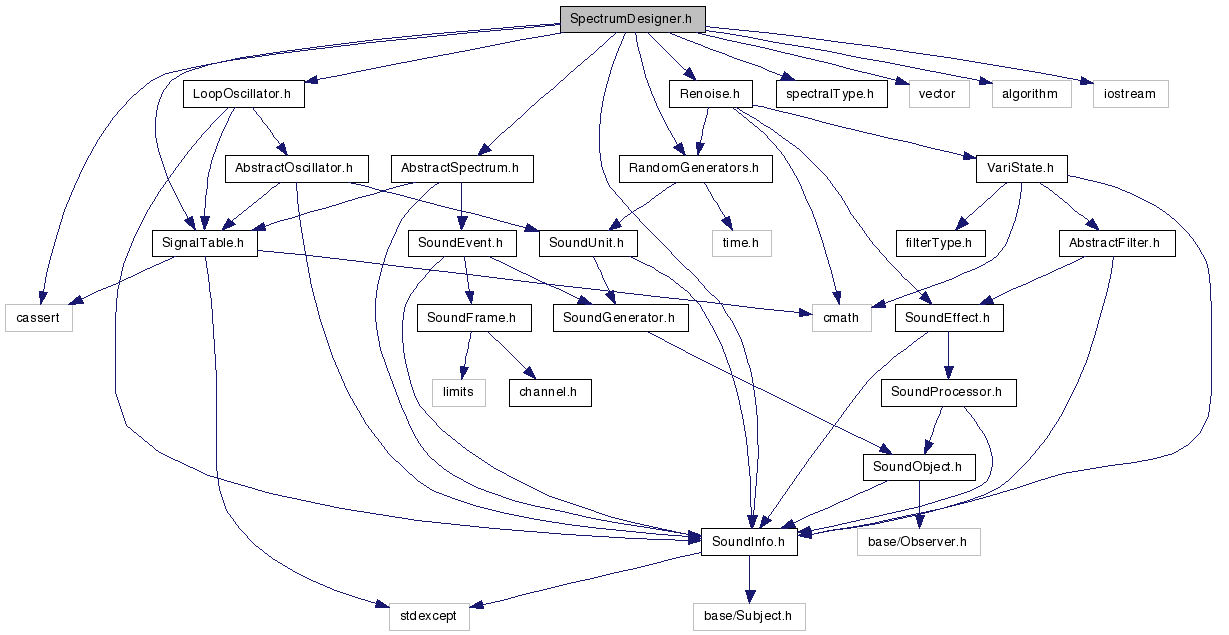 SpectrumDesigner.h
LoopOscillator.h
Renoise.h
spectralType.h
vector
algorithm
iostream
AbstractOscillator.h
AbstractSpectrum.h
RandomGenerators.h
VariState.h
SignalTable.h
SoundEvent.h
SoundUnit.h
time.h
filterType.h
AbstractFilter.h
cassert
SoundFrame.h
SoundGenerator.h
cmath
SoundEffect.h
limits
channel.h
SoundProcessor.h
SoundObject.h
SoundInfo.h
base/Observer.h
stdexcept
base/Subject.h